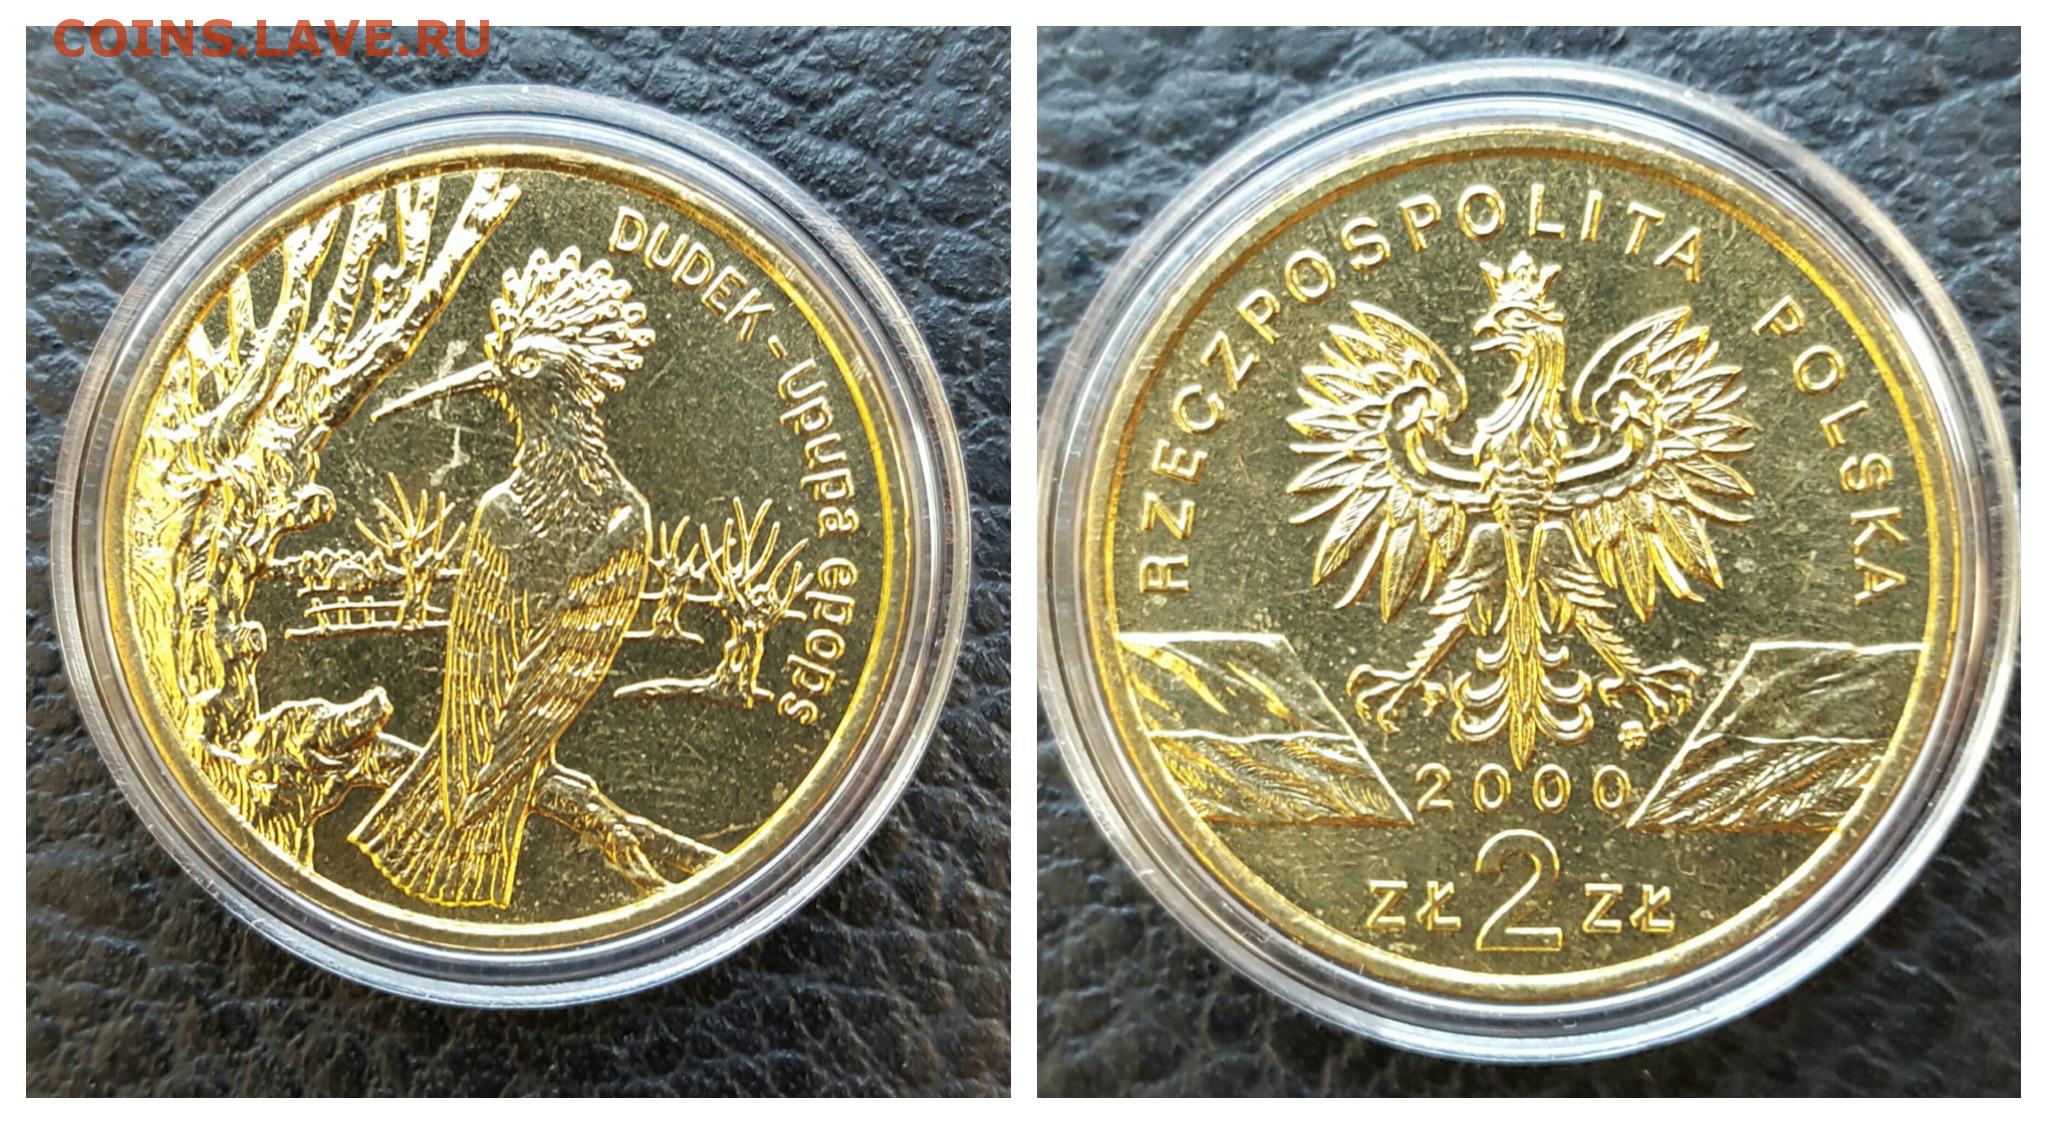 COINS.LAVE.RU
DUDEK - Upupa epops
RZECZPOSPOLITA POLSKA
2000
ZŁ 2 ZŁ